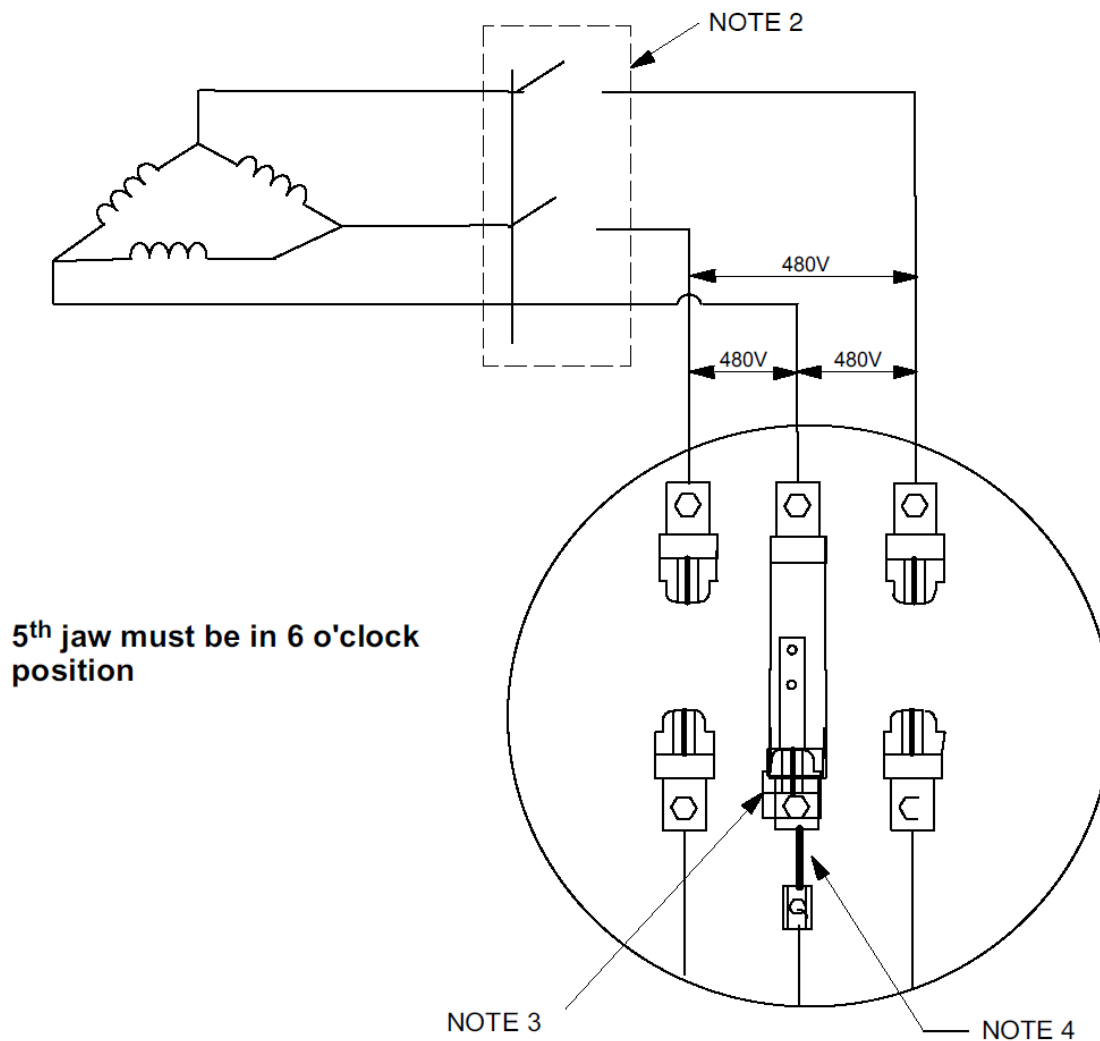 NOTE 2
480V
480V
480V
5th jaw must be in 6 o'clock
position
NOTE 3
NOTE 4